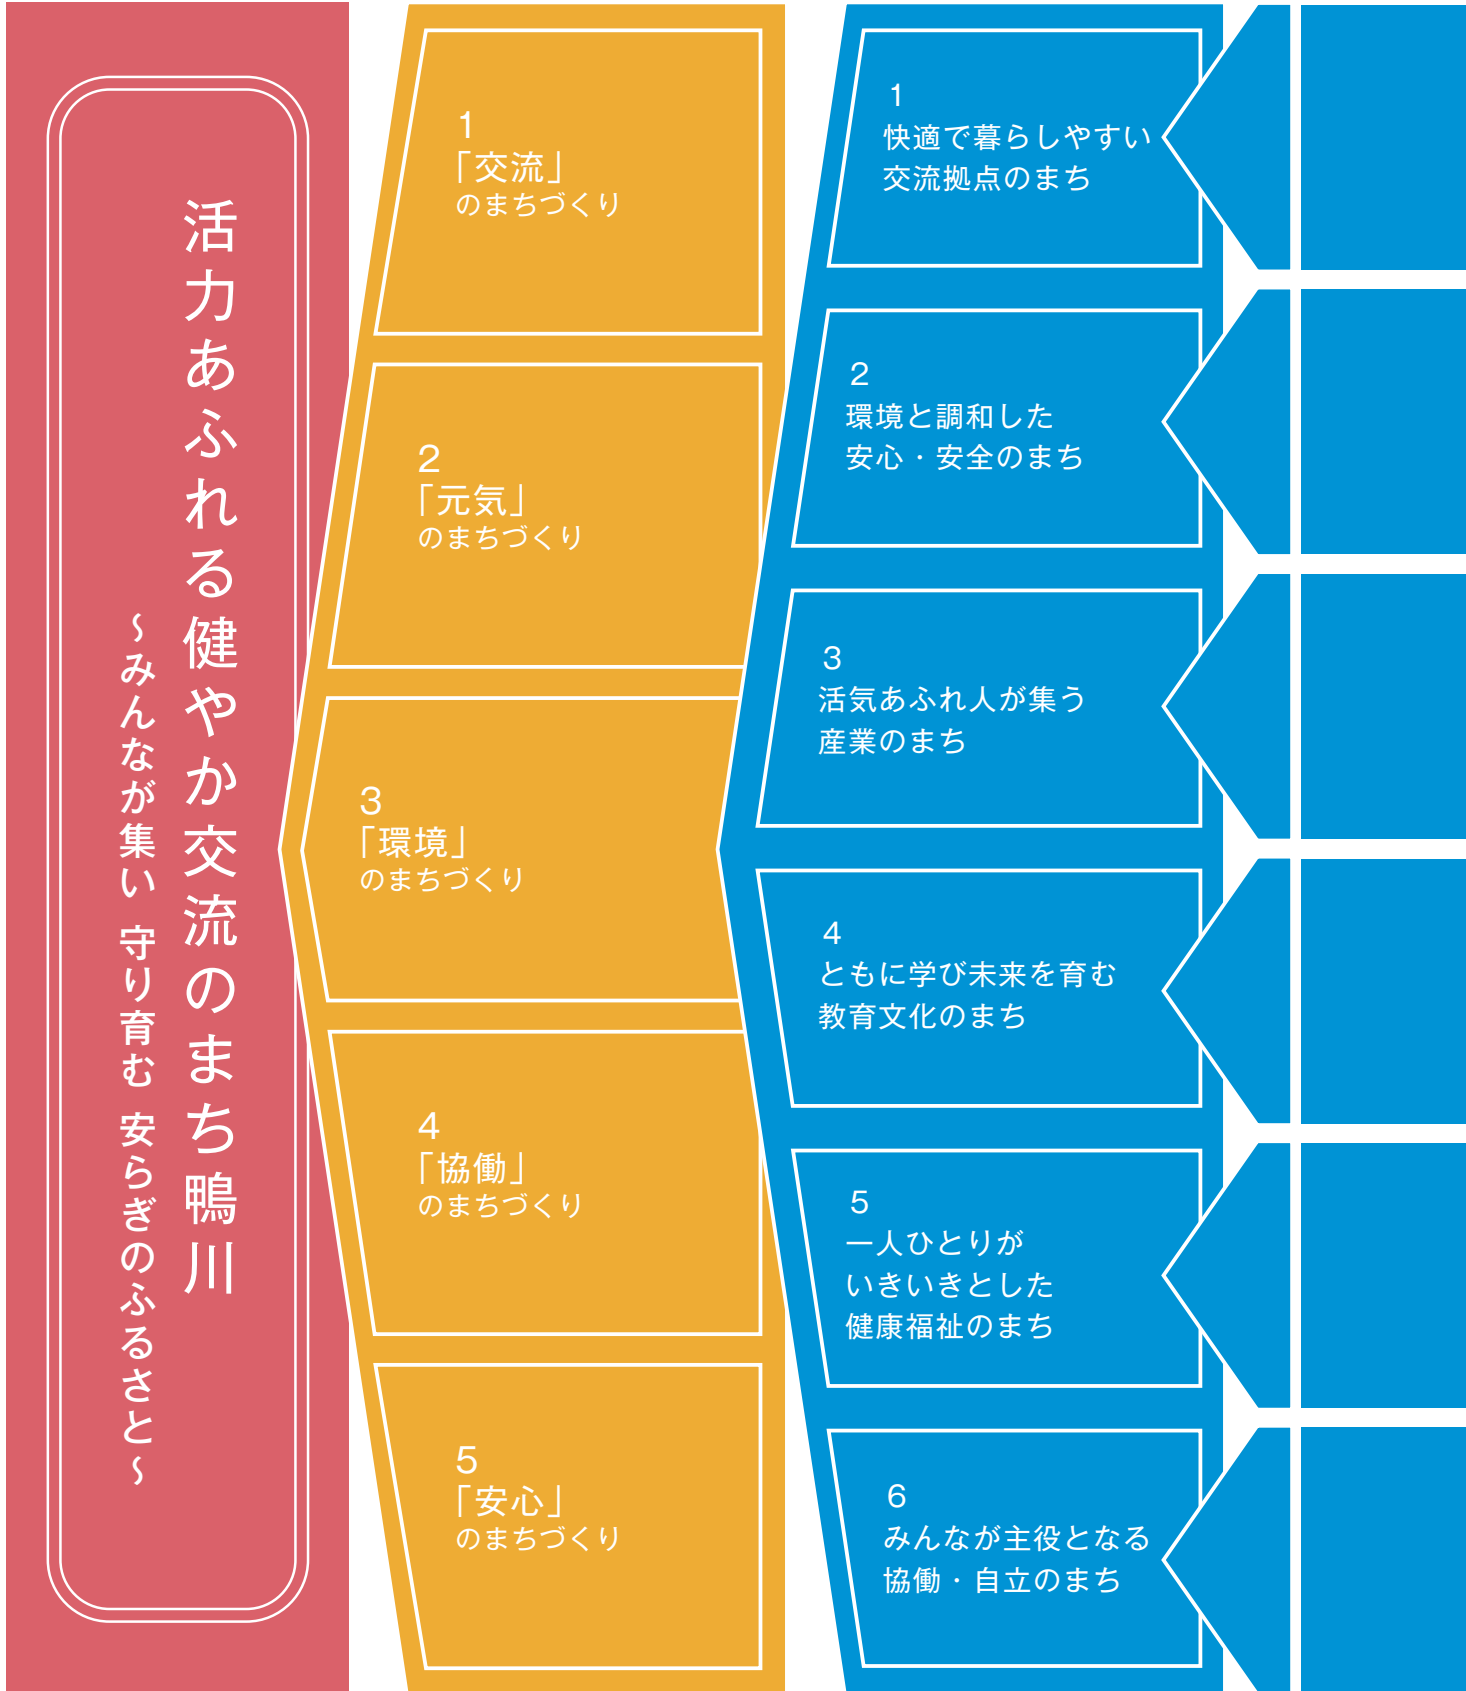 活力あふれる健やか交流のまち鴨川
～みんなが集い 守り育む 安らぎのふるさと～
1
「交流」
のまちづくり
2
「元気」
のまちづくり
3
「環境」
のまちづくり
4
「協働」
のまちづくり
5
「安心」
のまちづくり
1
快適で暮らしやすい
交流拠点のまち
2
環境と調和した
安心・安全のまち
3
活気あふれ人が集う
産業のまち
4
ともに学び未来を育む
教育文化のまち
5
一人ひとりが
いきいきとした
健康福祉のまち
6
みんなが主役となる
協働・自立のまち